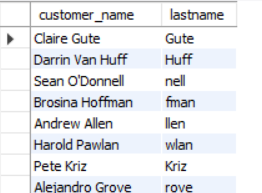 customer_name lastname
Claire Gute Gute
Darrin Van Huff Huff
Sean O'Donnell nell
Brosina Hoffman fman
Andrew Allen llen
Harold Pawlan wlan
Pete Kriz Kriz
Alejandro Grove rove